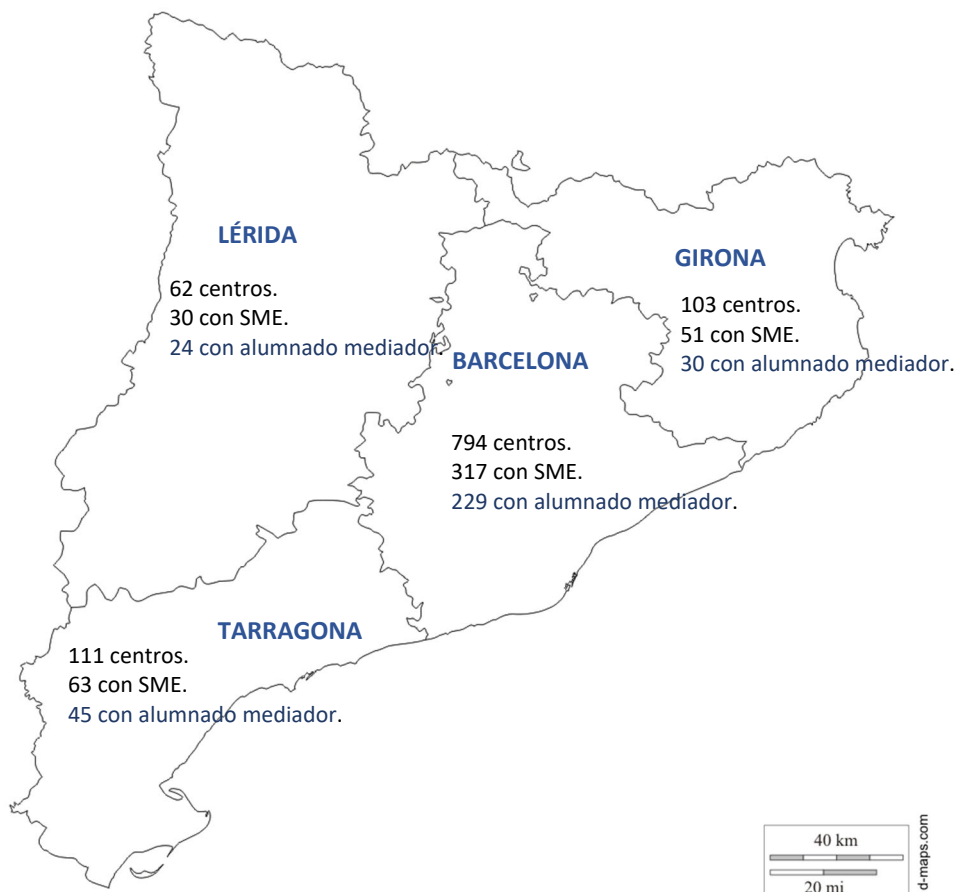 LÉRIDA
62 centros.
30 con SME.
24 con alumnado mediador.
GIRONA
103 centros.
51 con SME.
30 con alumnado mediador.
BARCELONA
794 centros.
317 con SME.
229 con alumnado mediador.
TARRAGONA
111 centros.
63 con SME.
45 con alumnado mediador.
40 km
20 mi
d-maps.com